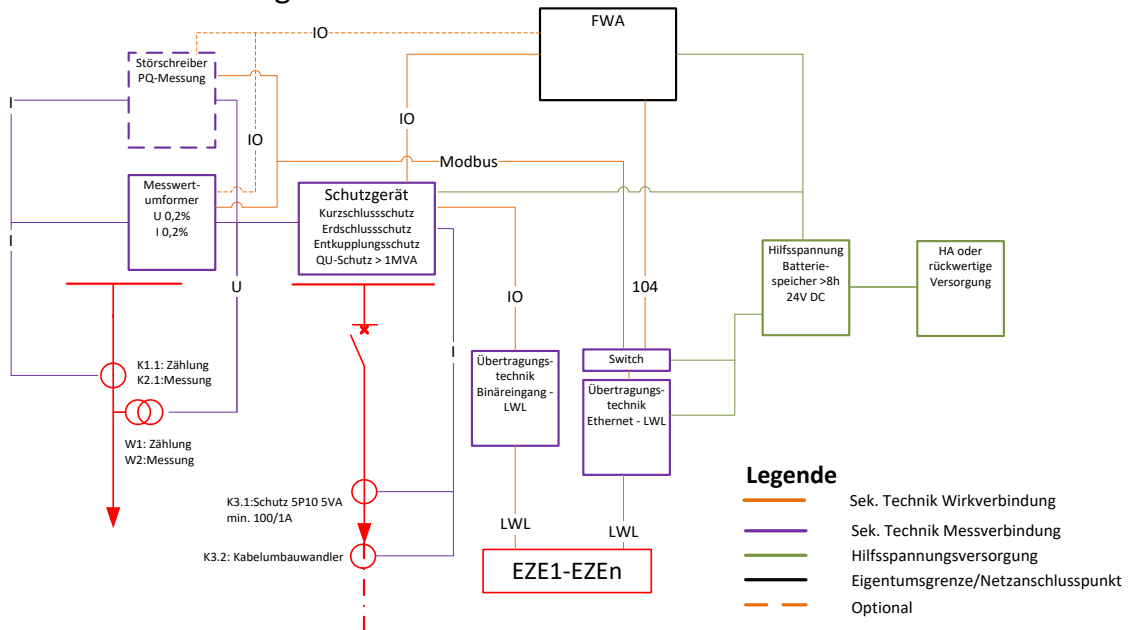 IO
FWA
Störschreiber
PQ-Messung
I
IO
IO
Modbus
Messwert-
umformer
U 0,2%
I 0,2%
Schutzgerät
Kurzschlussschutz
Erdschlussschutz
Entkupplungsschutz
QU-Schutz > 1MVA
I
Hilfsspannung
Batterie-
speicher >8h
24V DC
HA oder
rückwertige
Versorgung
U
104
IO
I
K1.1: Zählung
K2.1:Messung
Übertragungs-
technik
Binäreingang -
LWL
Switch
Übertragungs-
technik
Ethernet - LWL
W1: Zählung
W2:Messung
K3.1:Schutz 5P10 5VA
min. 100/1A
K3.2: Kabelumbauwandler
LWL
LWL
EZE1-EZEn
Legende
Sek. Technik Wirkverbindung
Sek. Technik Messverbindung
Hilfsspannungsversorgung
Eigentumsgrenze/Netzanschlusspunkt
Optional